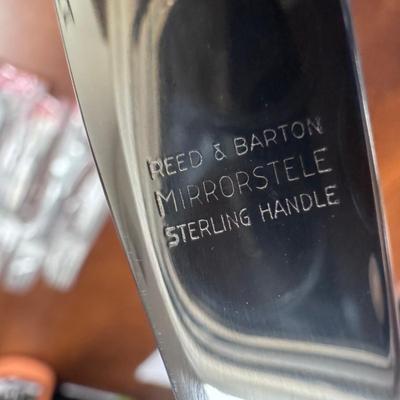 REED & BARTON
MIRRORSTELE
STERLING HANDLE